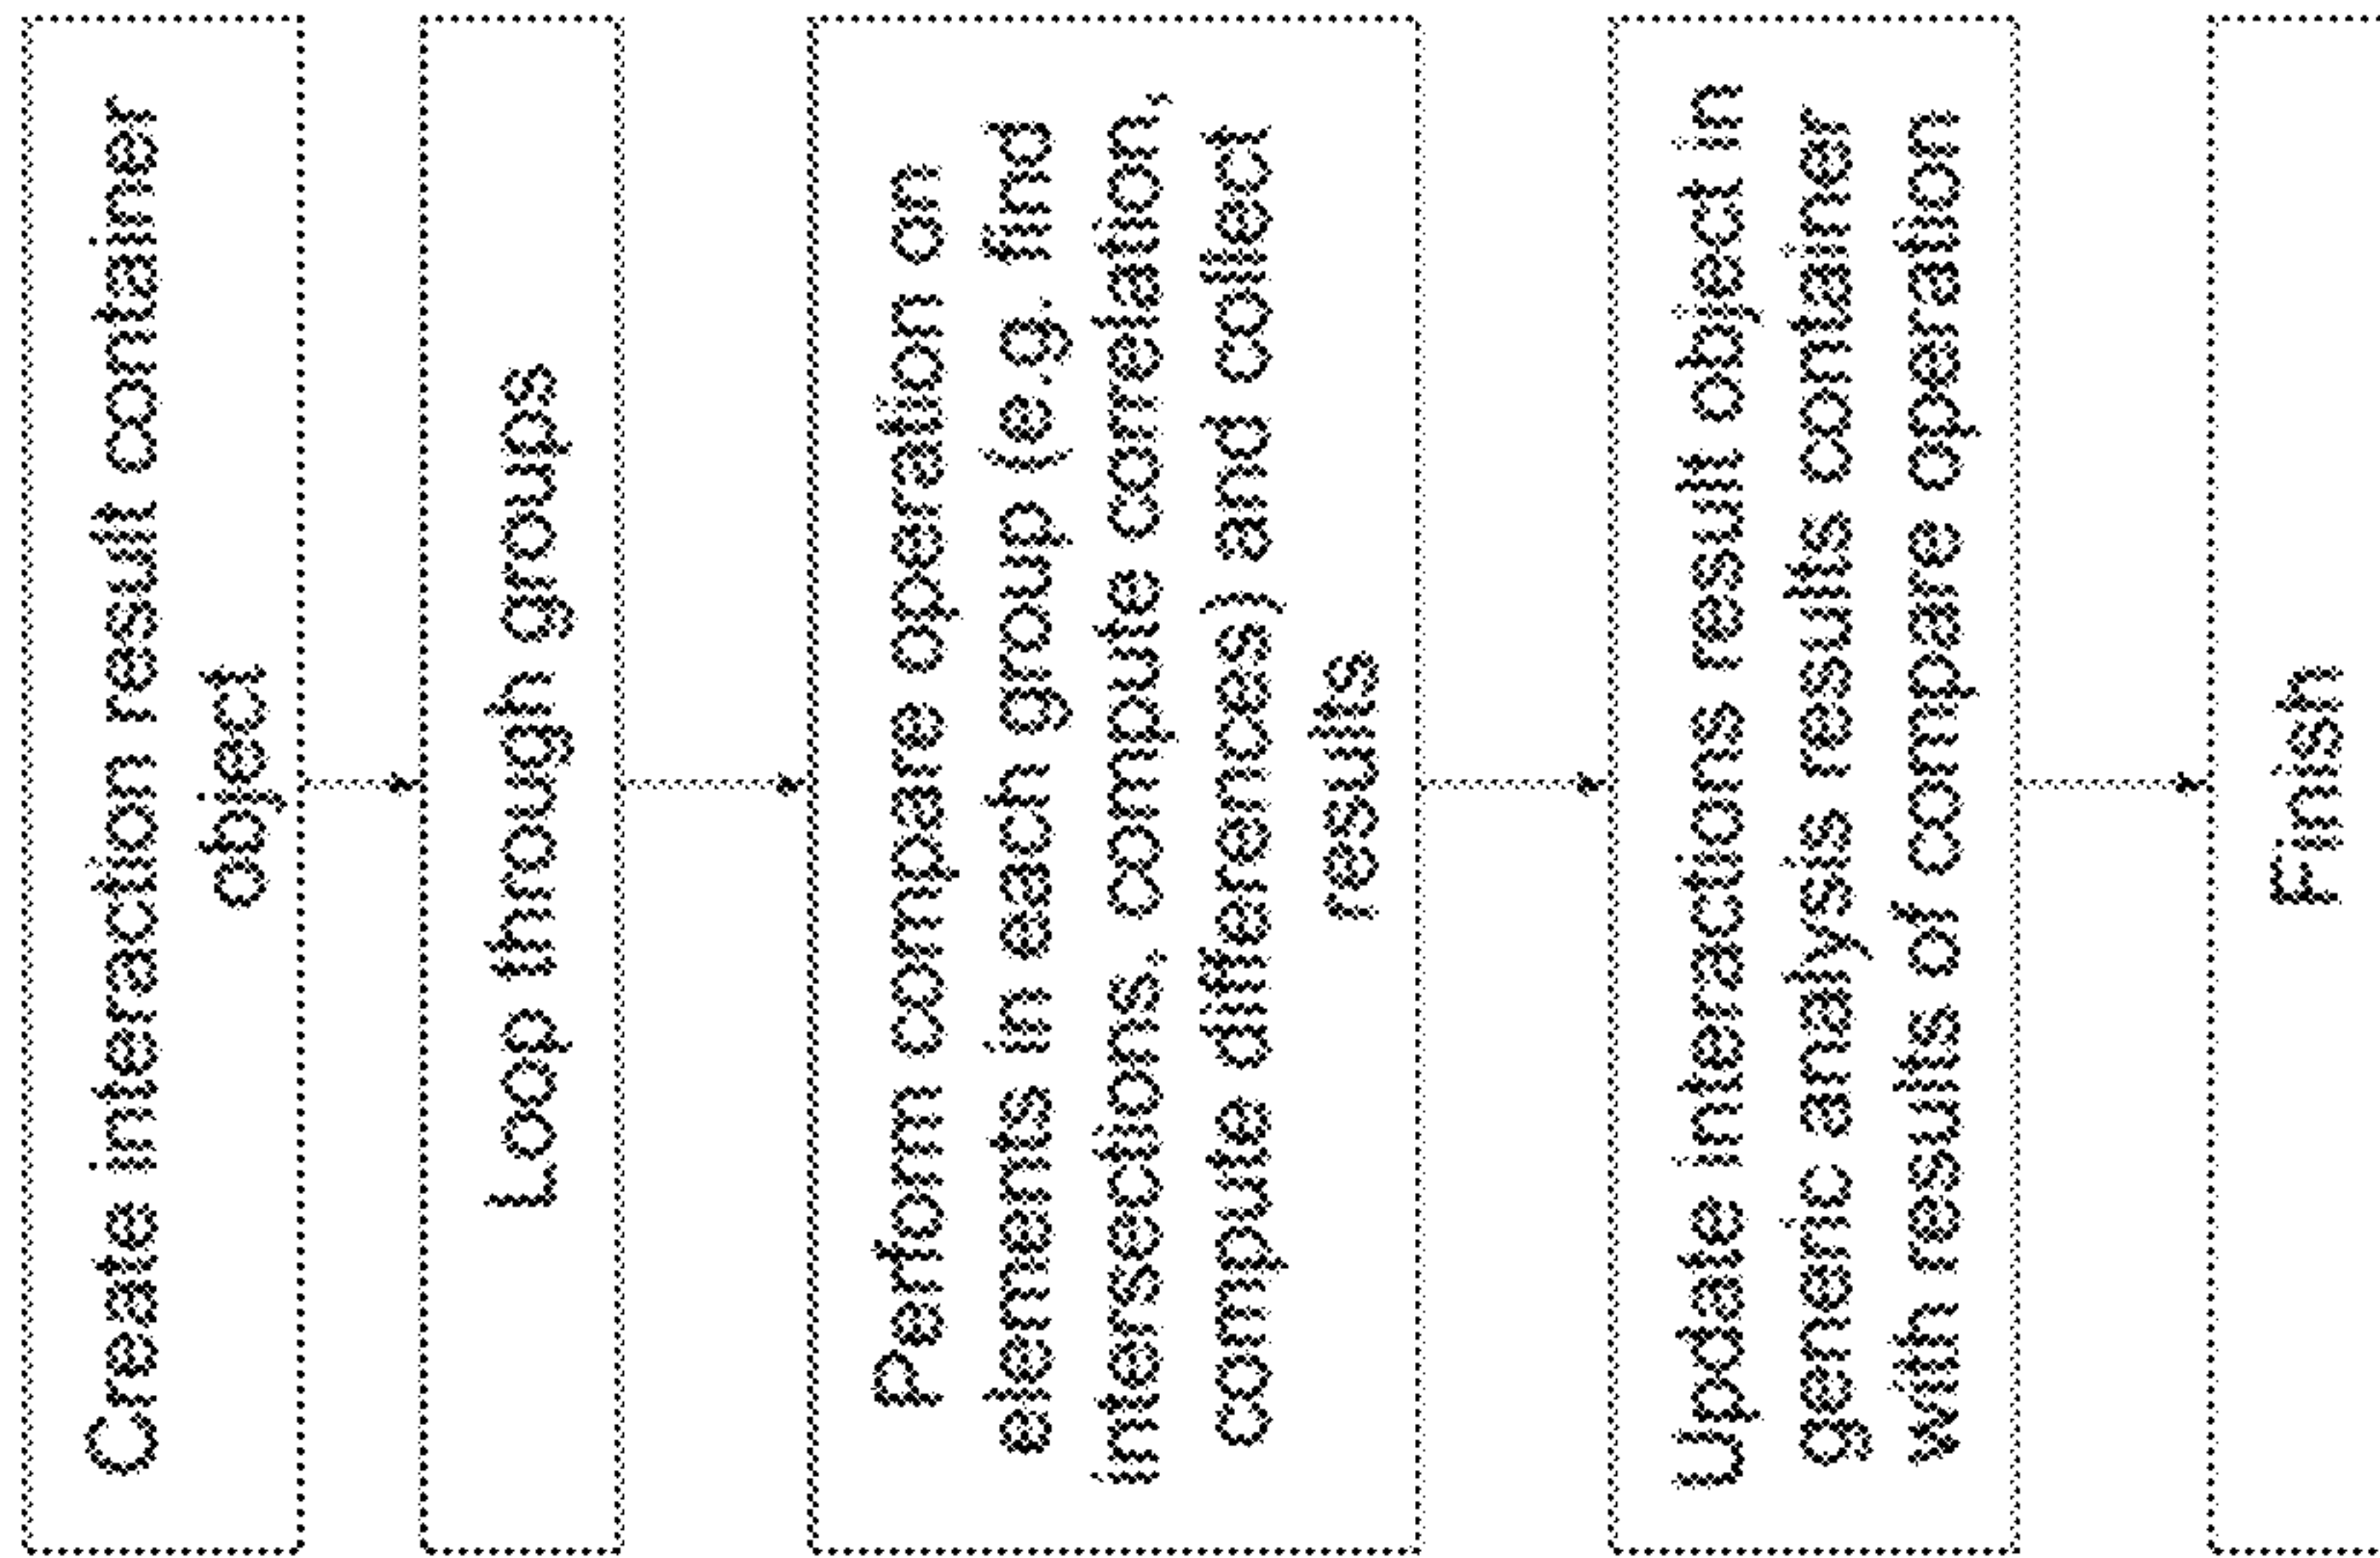 Create interaction result container
object
Loop through groups
Perform compare operation on
elements in each group (e.g. find
intersections, compute correlation,
compute differences) and collect
results
Update interactions result object in
generic analysis results container
with results of compare operation
Finish